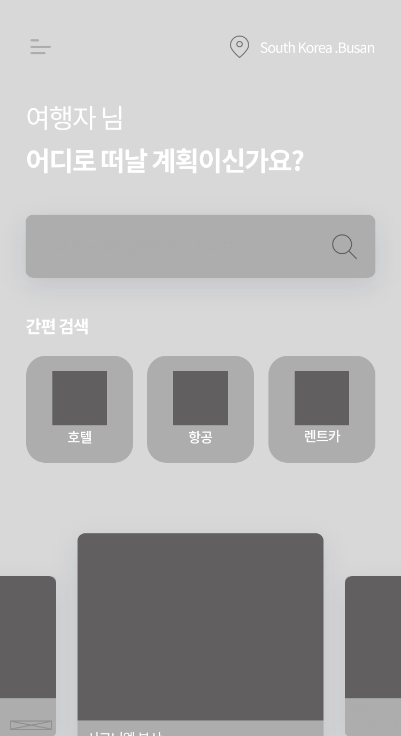 South Korea .Busan
여행자 님
어디로 떠날 계획이신가요?
간편 검색
호텔
항공
렌트카